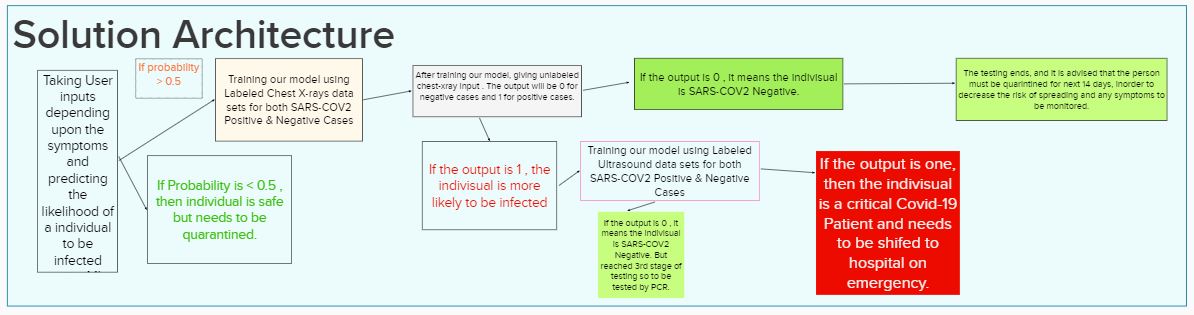 Solution Architecture
Taking User
inputs
depending
upon the
symptoms
and
predicting
the
likelihood of
a individual
to be
infected
If probability
> 0.5
If Probability is < 0.5 ,
then individual is safe
but needs to be
quarantined.
Training our model using
Labeled Chest X-rays data
sets for both SARS-COV2
Positive & Negative Cases
After training our model, giving unlabeled
chest-xray input . The output will be 0 for
negative cases and 1 for positive cases.
If the output is 0 , it means the Indivisual
is SARS-COV2 Negative.
The testing ends, and it is advised that the person
must be quarintined for next 14 days, inorder to
decrease the risk of spreading and any symptoms to
be monitored.
If the output is 1 , the
indivisual is more
likely to be infected
Training our model using Labeled
Ultrasound data sets for both
SARS-COV2 Positive & Negative
Cases
If the output is 0 , it
means the Indivisual
is SARS-COV2
Negative. But
reached 3rd stage of
testing so to be
tested by PCR.
If the output is one,
then the indivisual
is a critical Covid-19
Patient and needs
to be shifed to
hospital on
emergency.